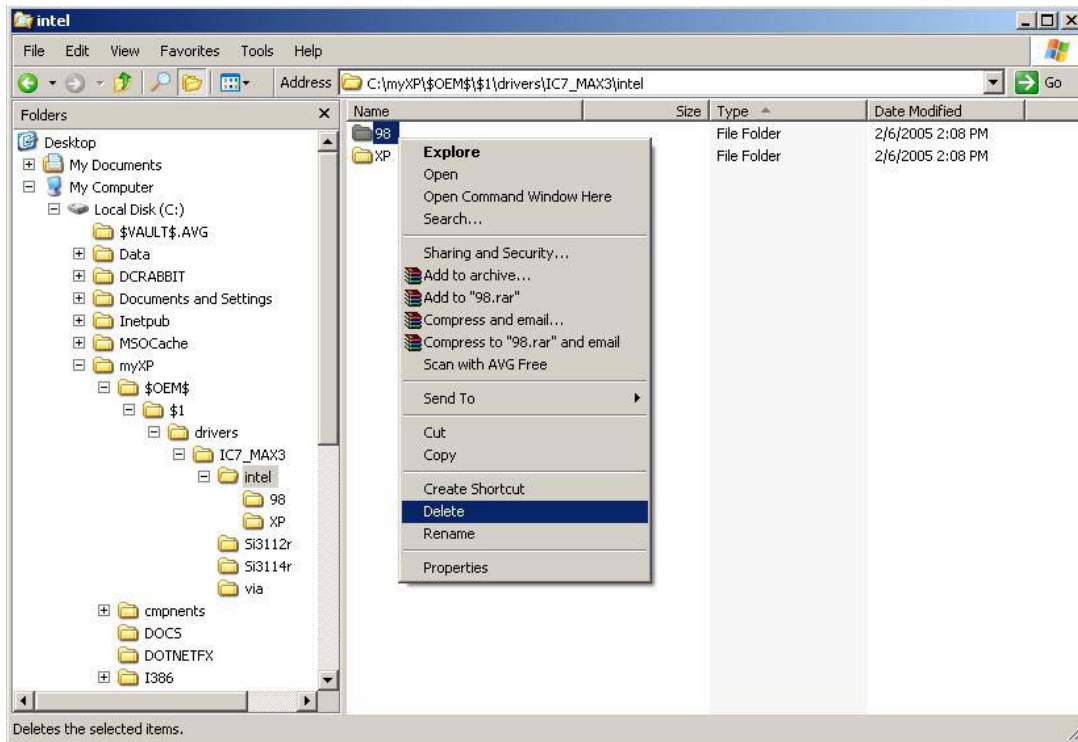 intel
File Edit View Favorites Tools Help
Address C:\myXP\$OEM$\$1\drivers\IC7_MAX3\intel Go
Folders
Desktop
My Documents
My Computer
Local Disk (C:)
$VAULT$.AVG
Data
DCRABBIT
Documents and Settings
Inetpub
MSOCache
myXP
$OEM$
$1
drivers
IC7_MAX3
intel
98
XP
Si3112r
Si3114r
via
cmpnents
DOCS
DOTNETFX
I386
Name Size Type Date Modified
98 File Folder 2/6/2005 2:08 PM
XP File Folder 2/6/2005 2:08 PM
Explore
Open
Open Command Window Here
Search...
Sharing and Security...
Add to archive...
Add to "98.rar"
Compress and email...
Compress to "98.rar" and email
Scan with AVG Free
Send To
Cut
Copy
Create Shortcut
Delete
Rename
Properties
Deletes the selected items.